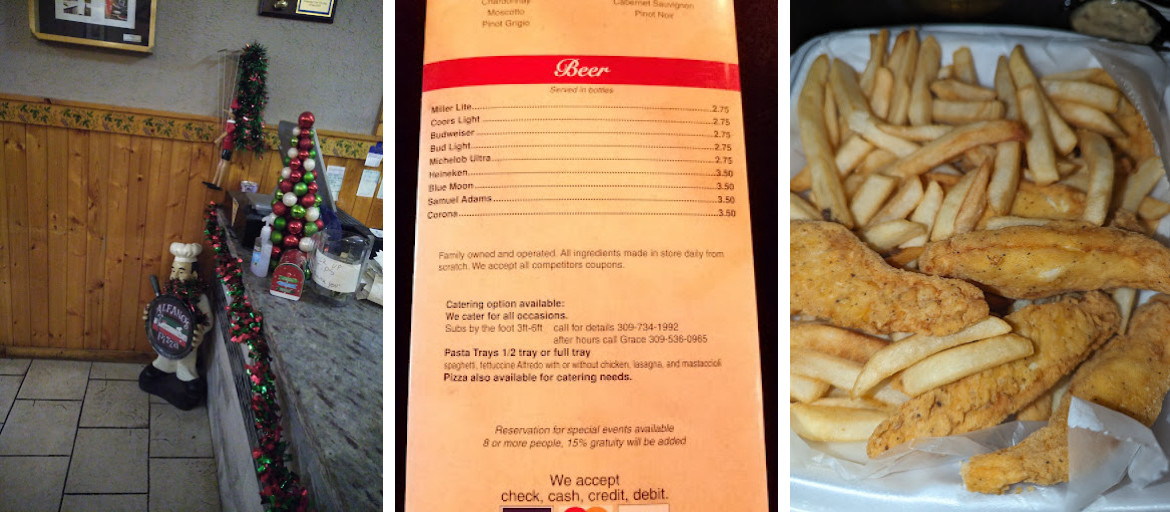 ALFANO'S
PIZZA
Chardonnay
Moscato
Pinot Grigio
Cabernet Sauvignon
Pinot Noir
Beer
Served in bottles
Miller Lite 2.75
Coors Light 2.75
Budweiser 2.75
Bud Light 2.75
Michelob Ultra 2.75
Heineken 3.50
Blue Moon 3.50
Samuel Adams 3.50
Corona 3.50
Family owned and operated. All ingredients made in store daily from
scratch. We accept all competitors coupons.
Catering option available:
We cater for all occasions.
Subs by the foot 3ft-6ft call for details 309-734-1992
after hours call Grace 309-536-0965
Pasta Trays 1/2 tray or full tray
spaghetti, fettuccine Alfredo with or without chicken, lasagna, and mastaccioli
Pizza also available for catering needs.
Reservation for special events available
8 or more people, 15% gratuity will be added
We accept
check, cash, credit, debit.